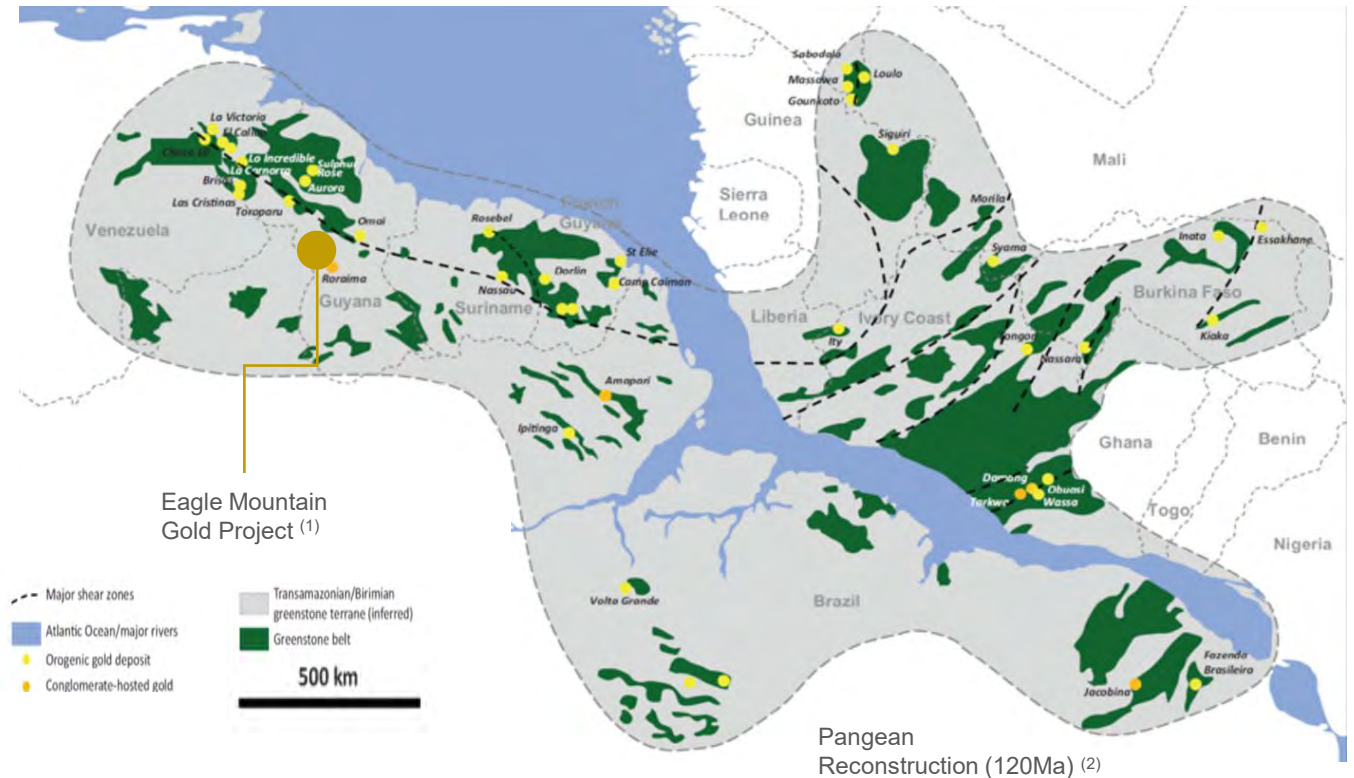 Sabodala
Massawa
Loulo
Gounkoto
Guinea
Siguiri
Mali
La Victoria
El Callao
La Incredible
Sulphur
Rose
La Camorra
Aurora
Brisas
Las Cristinas
Toroparu
Omai
Venezuela
Roraima
Guyana
Rosebel
French
Guyana
St Elie
Dorlin
Camp Caiman
Nassau
Suriname
Sierra
Leone
Morila
Syama
Inata
Essakhane
Burkina Faso
Liberia
Ivory Coast
Ity
Nassara
Kiaka
Amapari
Ipitinga
Ghana
Benin
Damang
Obuasi
Tarkwa
Wassa
Togo
Nigeria
Eagle Mountain
Gold Project (1)
Volta Grande
Brazil
Fazenda
Brasileiro
Jacobina
Major shear zones
Atlantic Ocean/major rivers
Orogenic gold deposit
Conglomerate-hosted gold
Transamazonian/Birimian
greenstone terrane (inferred)
Greenstone belt
500 km
Pangean
Reconstruction (120Ma) (2)